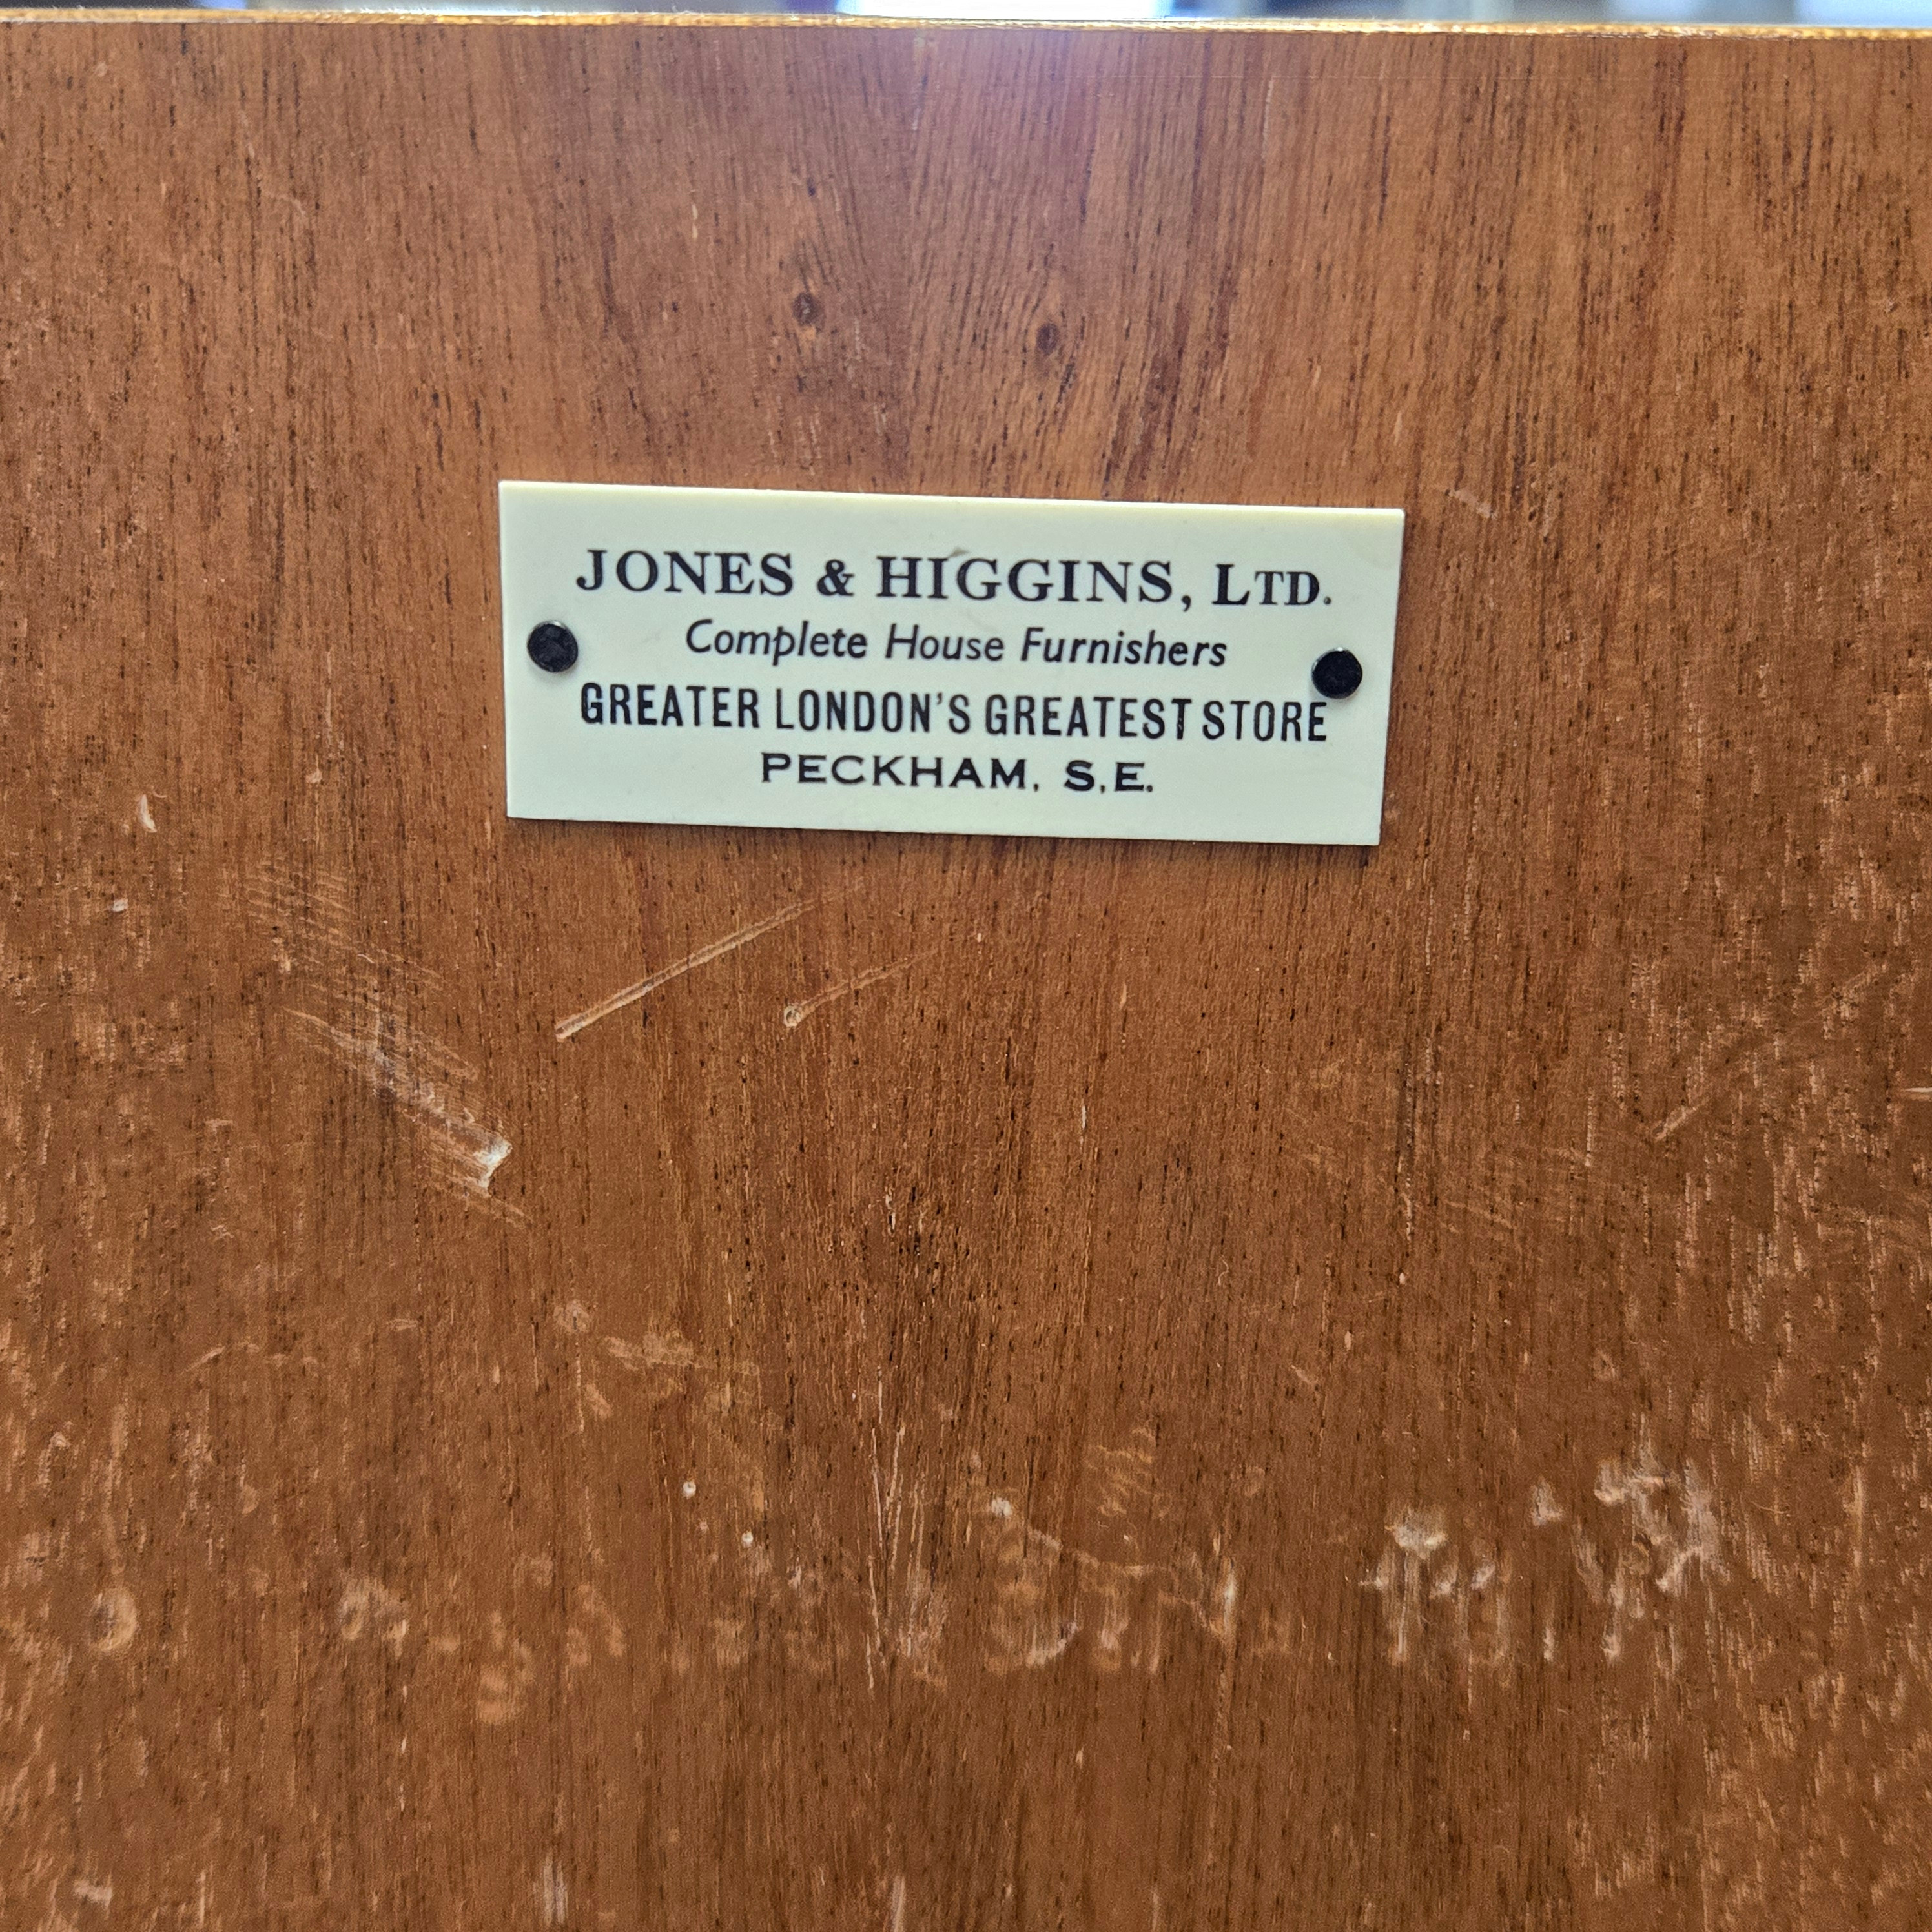 JONES & HIGGINS, LTD.
Complete House Furnishers
GREATER LONDON'S GREATEST STORE
PECKHAM, S.E.